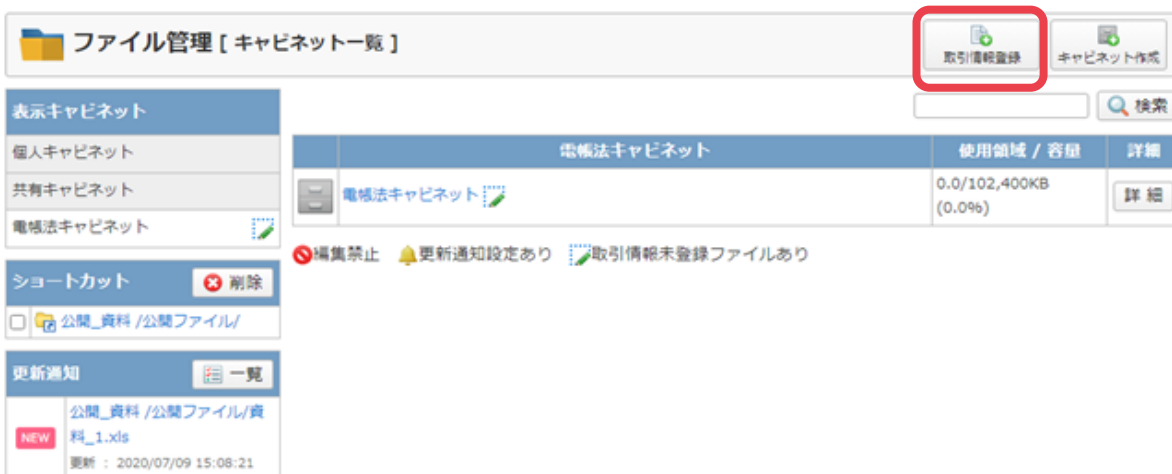 ファイル管理 [ キャビネット一覧 ]
取引情報登録
キャビネット作成
検索
表示キャビネット
個人キャビネット
共有キャビネット
電帳法キャビネット
電帳法キャビネット
使用領域 / 容量
詳細
電帳法キャビネット
0.0/102,400KB
(0.0%)
詳 細
編集禁止
更新通知設定あり
取引情報未登録ファイルあり
ショートカット
削除
公開_資料 /公開ファイル/
更新通知
一覧
NEW
公開_資料 /公開ファイル/資
料_1.xls
更新 : 2020/07/09 15:08:21